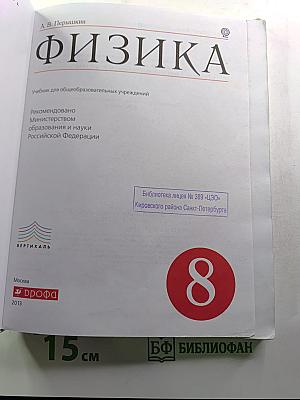 А. В. Перышкин
ФИЗИКА
Учебник для общеобразовательных учреждений
Рекомендовано
Министерством
образования и науки
Российской Федерации
Библиотека лицея № 389 «ЦЭО»
Кировского района Санкт-Петербурга
ВЕРТИКАЛЬ
8
Москва
дрофа
2013
15 см
БФ БИБЛИОФАН